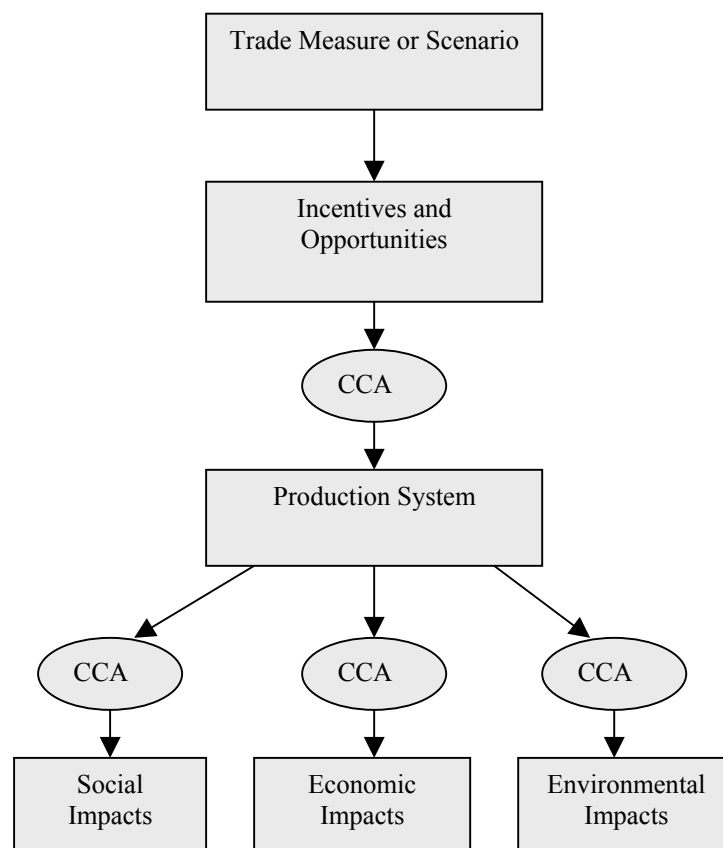 Trade Measure or Scenario
Incentives and
Opportunities
CCA
Production System
CCA
CCA
CCA
Social
Impacts
Economic
Impacts
Environmental
Impacts